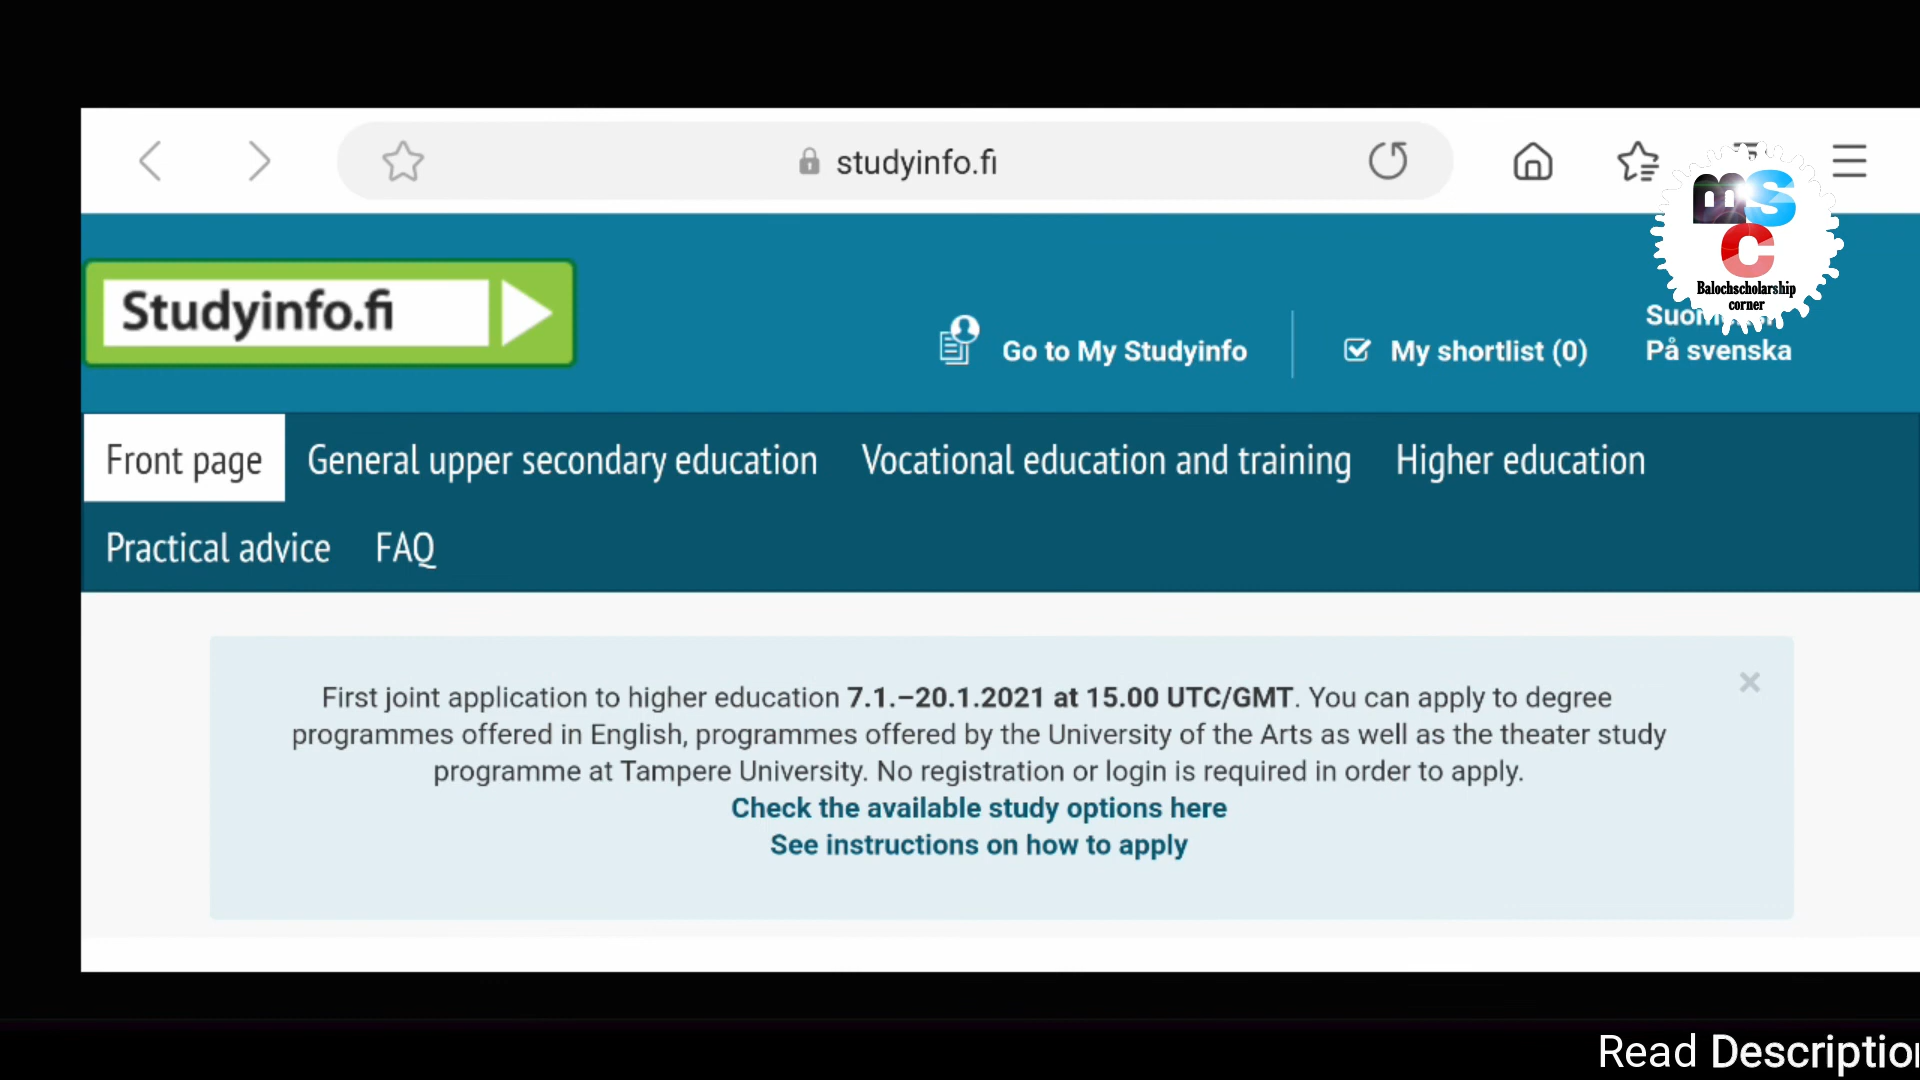 studyinfo.fi
mSC
Balochscholarship
corner
Studyinfo.fi
Go to My Studyinfo
My shortlist (0)
På svenska
Front page
General upper secondary education
Vocational education and training
Higher education
Practical advice
FAQ
First joint application to higher education 7.1.–20.1.2021 at 15.00 UTC/GMT. You can apply to degree
programmes offered in English, programmes offered by the University of the Arts as well as the theater study
programme at Tampere University. No registration or login is required in order to apply.
Check the available study options here
See instructions on how to apply
Read Description